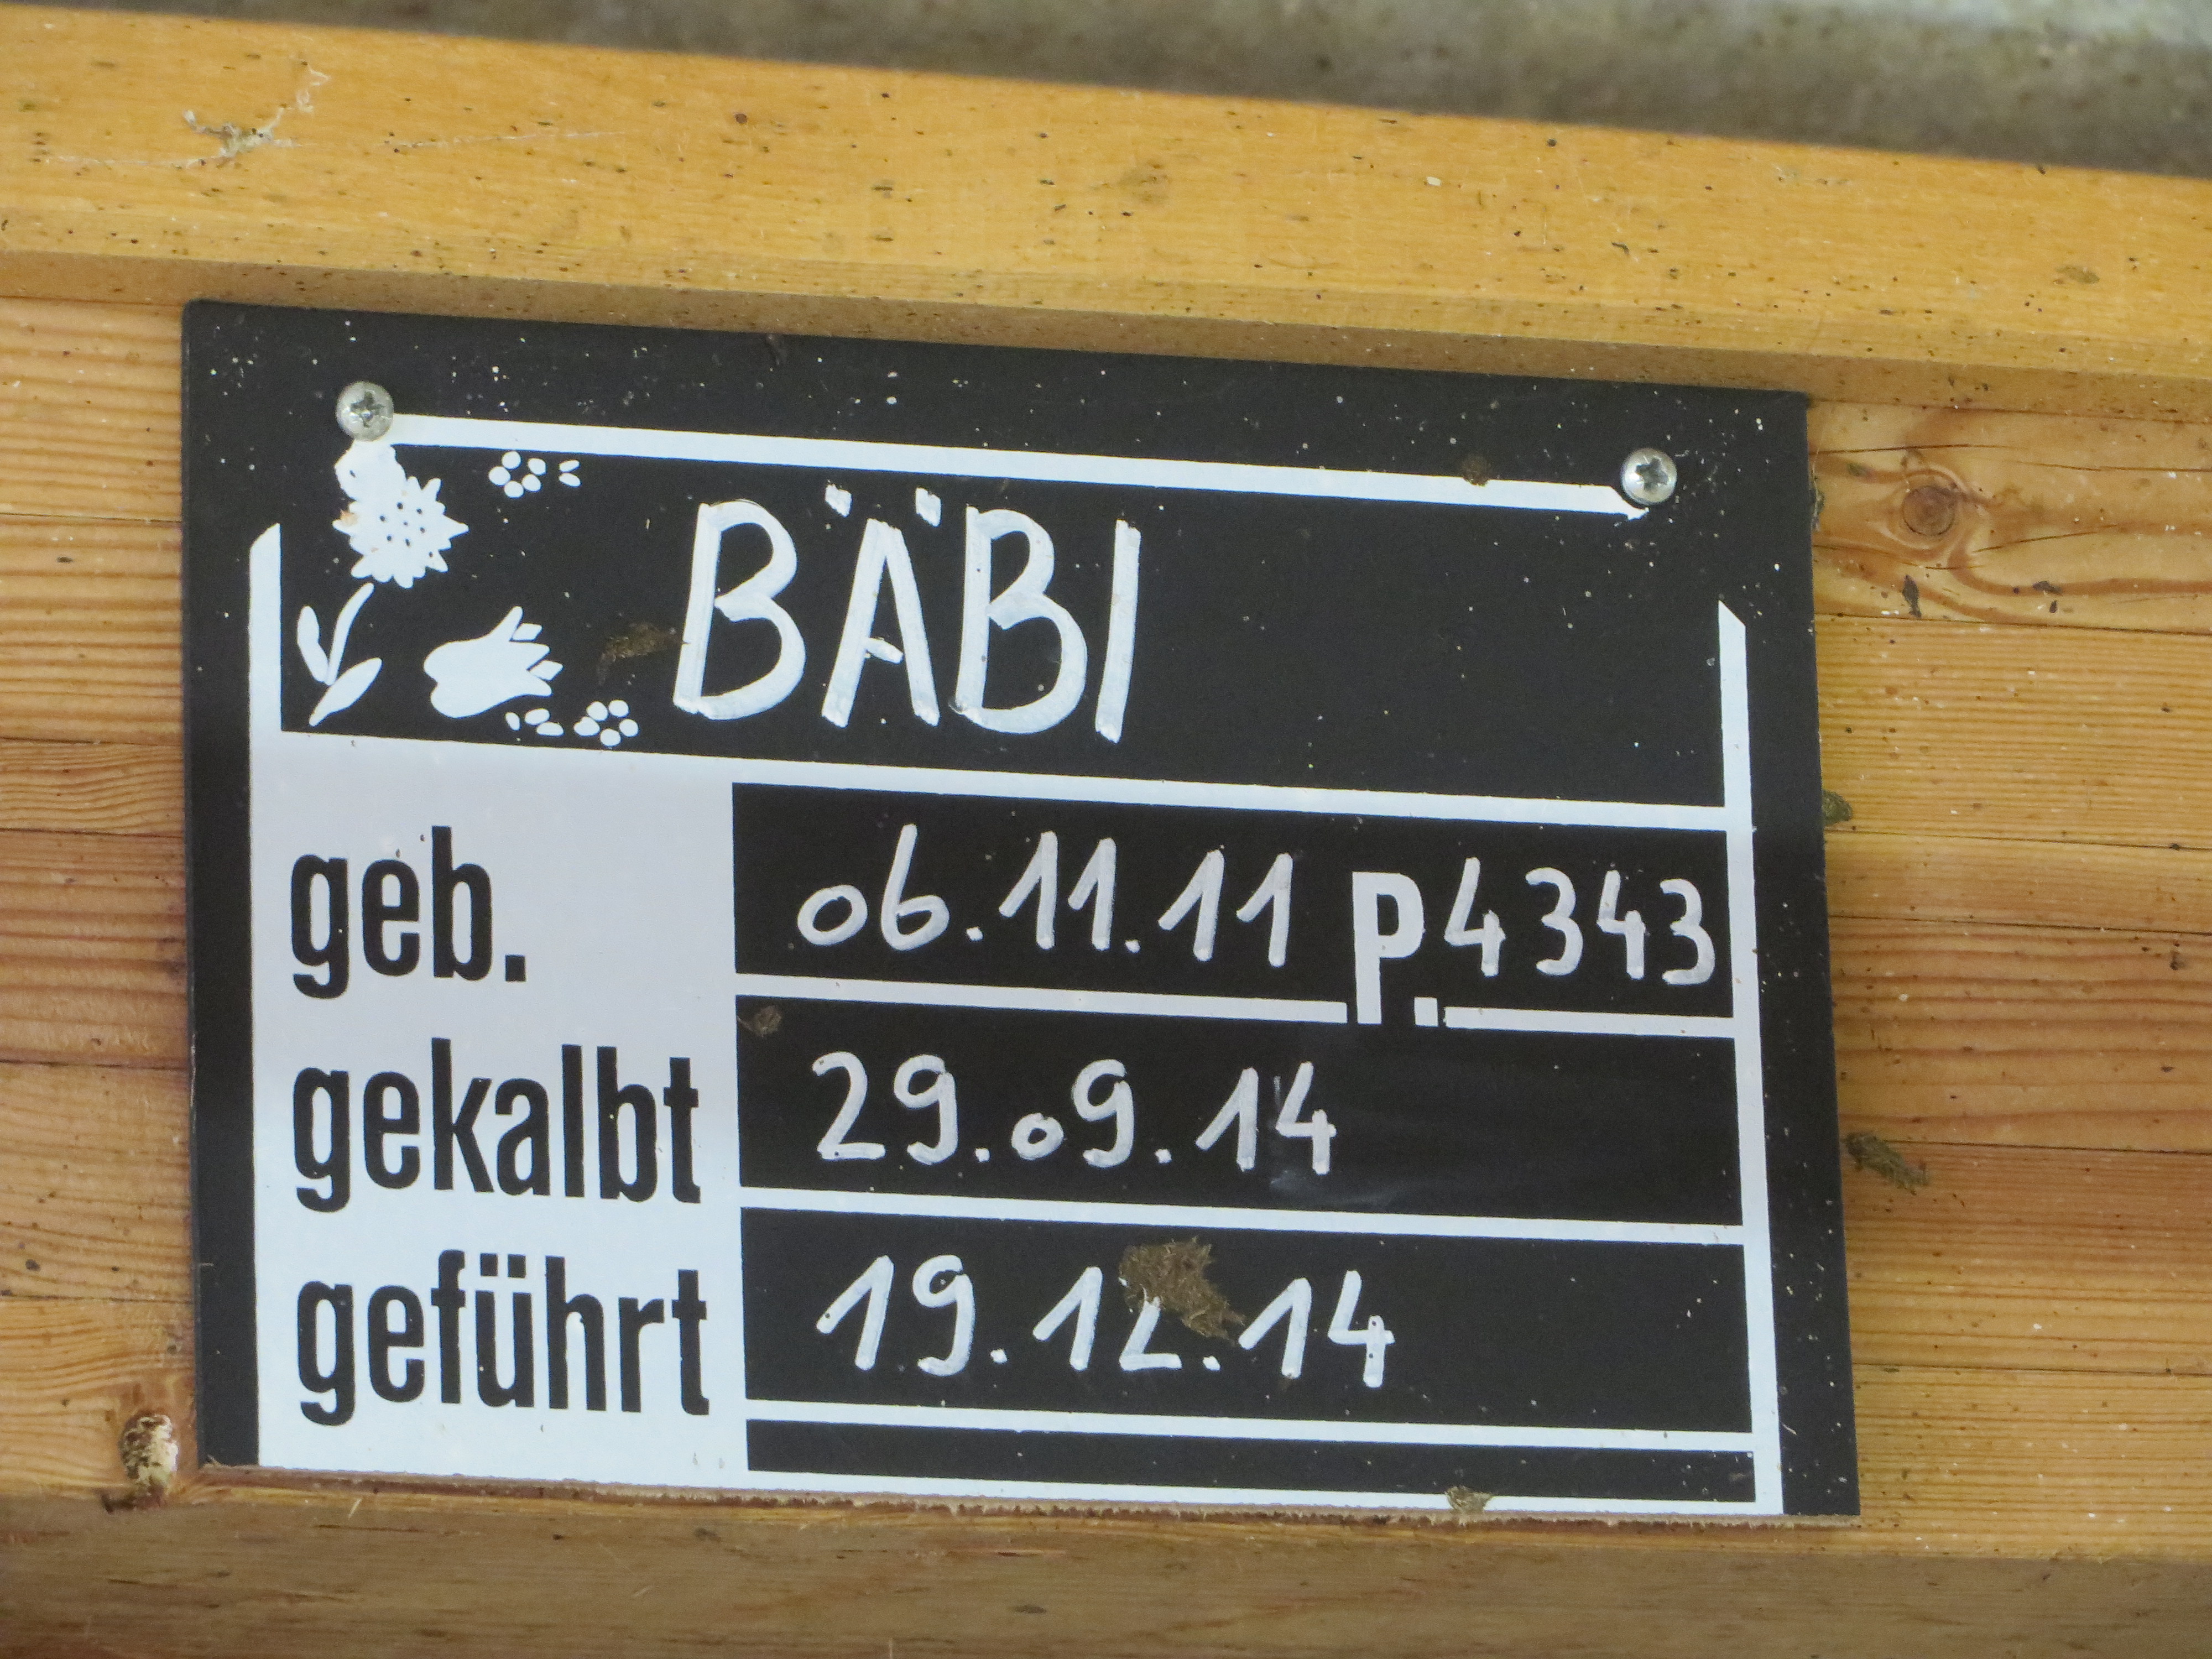 BÄBI
geb. 06.11.11 p. 4343
gekalbt 29.09.14
geführt 19.12.14